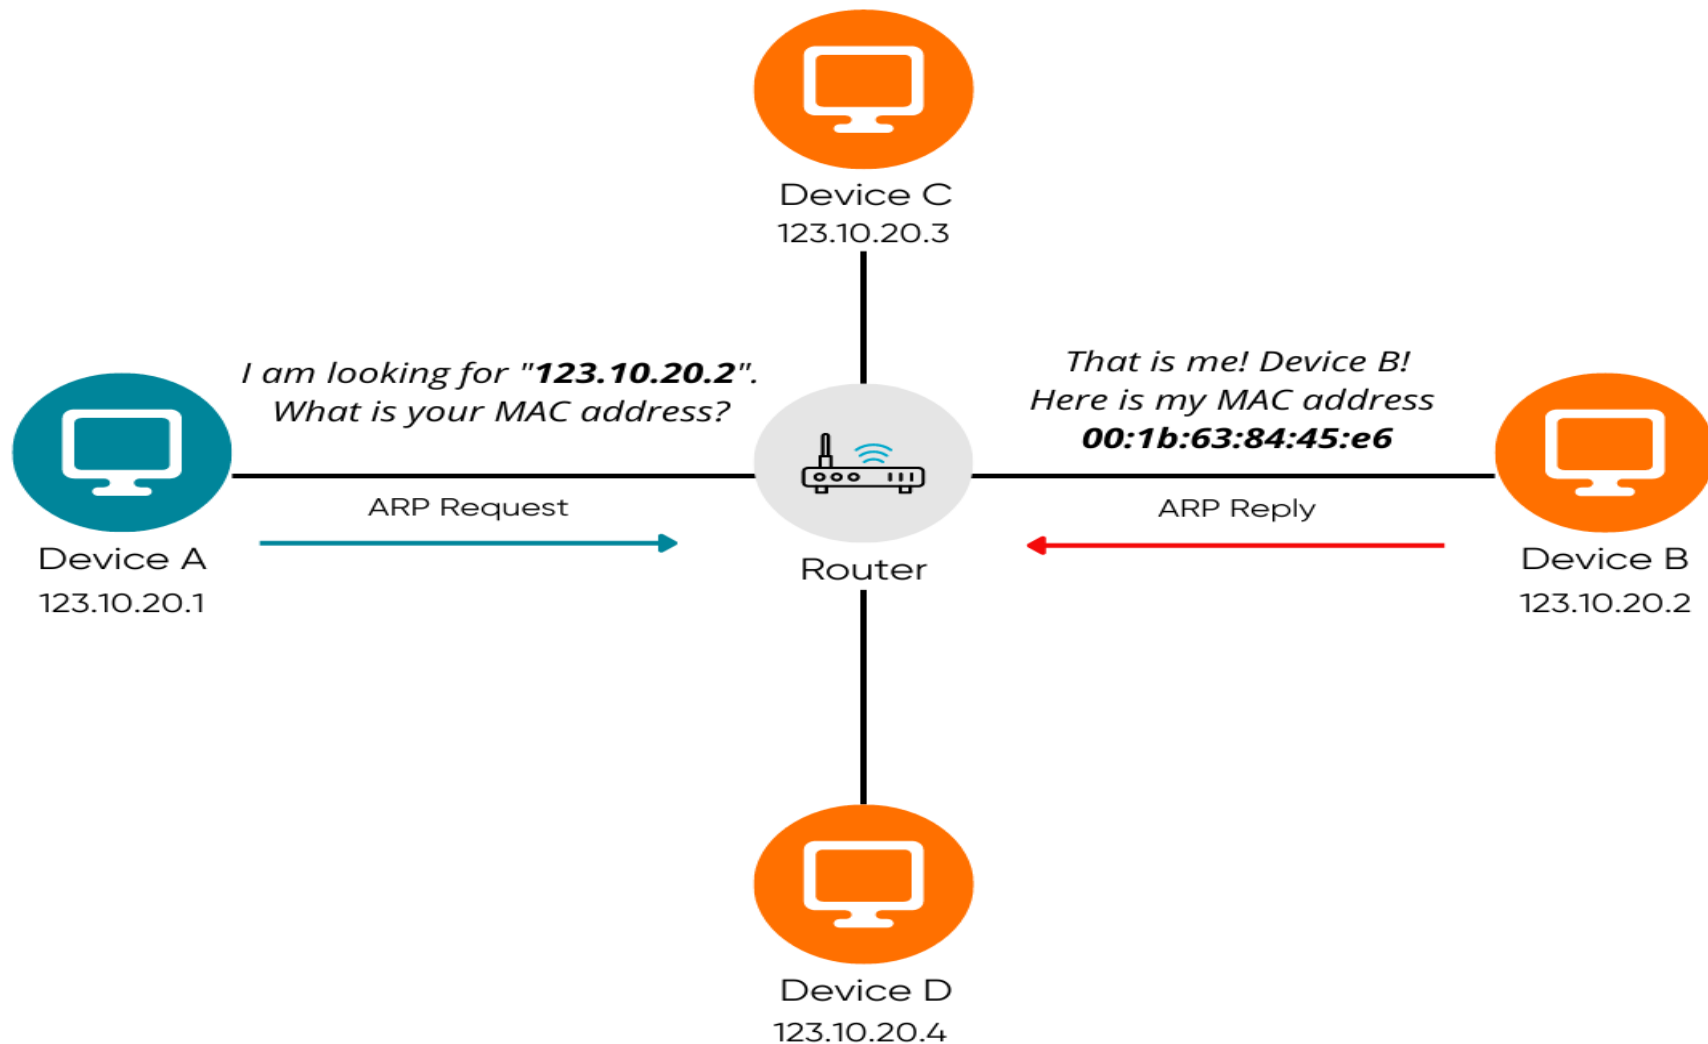 Device C
123.10.20.3
I am looking for "123.10.20.2".
What is your MAC address?
That is me! Device B!
Here is my MAC address
00:1b:63:84:45:e6
ARP Request
ARP Reply
Device A
123.10.20.1
Router
Device B
123.10.20.2
Device D
123.10.20.4